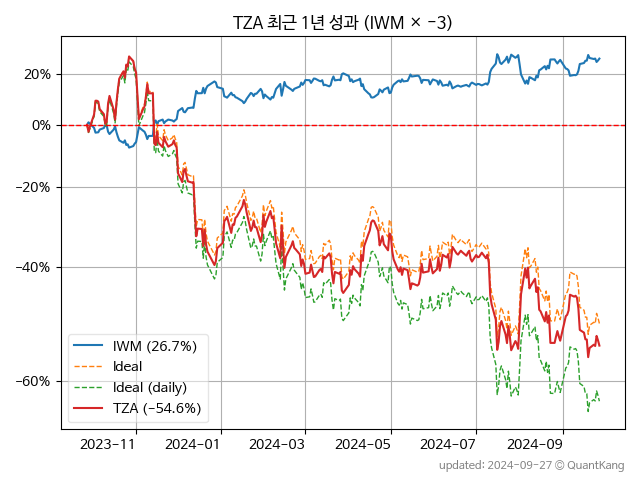 TZA 최근 1년 성과 (IWM × −3)
20%
0%
−20%
−40%
−60%
IWM (26.7%)
Ideal
Ideal (daily)
TZA (−54.6%)
2023−11
2024−01
2024−03
2024−05
2024−07
2024−09
updated: 2024−09−27 © QuantKang